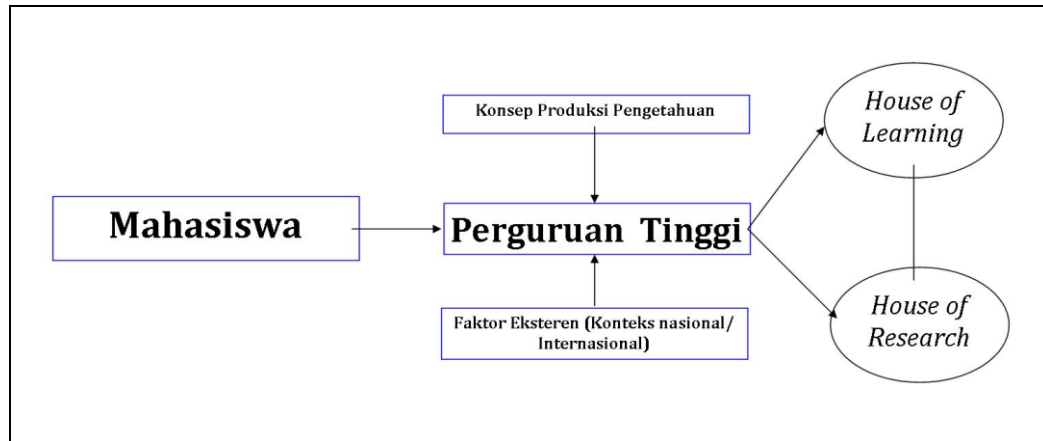 Konsep Produksi Pengetahuan
Mahasiswa
Perguruan Tinggi
Faktor Eksteren (Konteks nasional/
Internasional)
House of
Learning
House of
Research